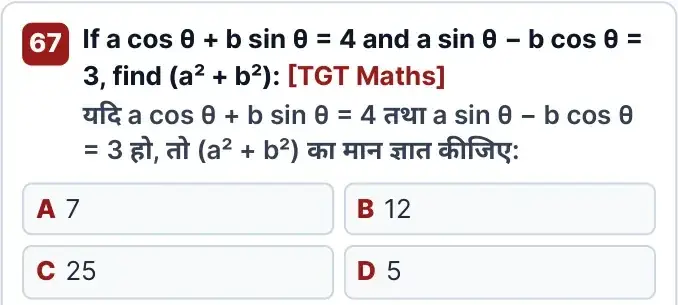 67 If a cos θ + b sin θ = 4 and a sin θ − b cos θ =
3, find (a² + b²): [TGT Maths]
यदि a cos θ + b sin θ = 4 तथा a sin θ − b cos θ
= 3 हो, तो (a² + b²) का मान ज्ञात कीजिए:
A 7
B 12
C 25
D 5